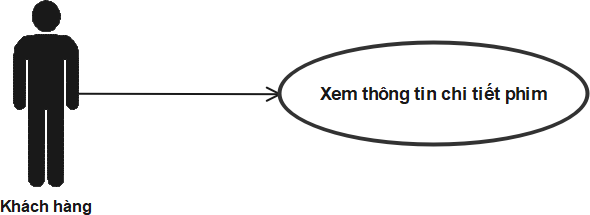 Xem thông tin chi tiết phim
Khách hàng